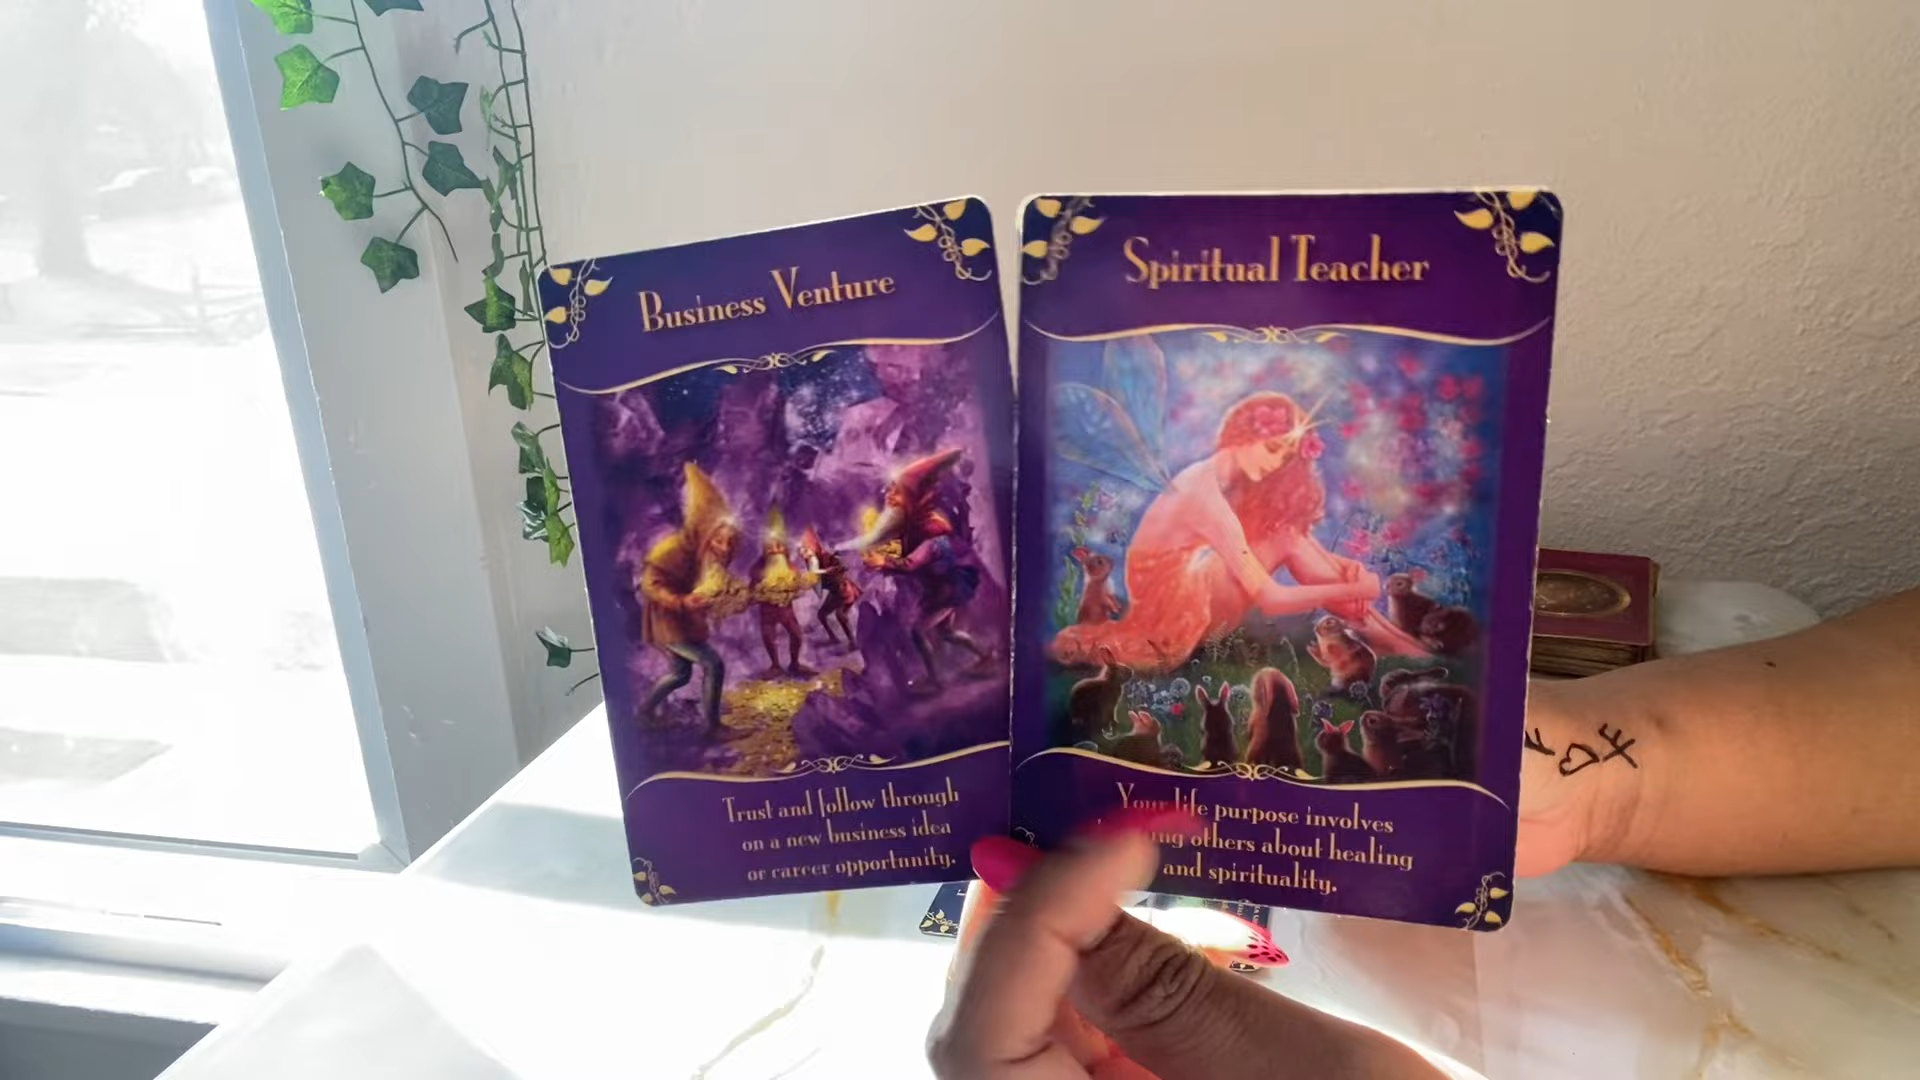 Business Venture
Trust and follow through
on a new business idea
or career opportunity.
Spiritual Teacher
Your life purpose involves
others about healing
and spirituality.